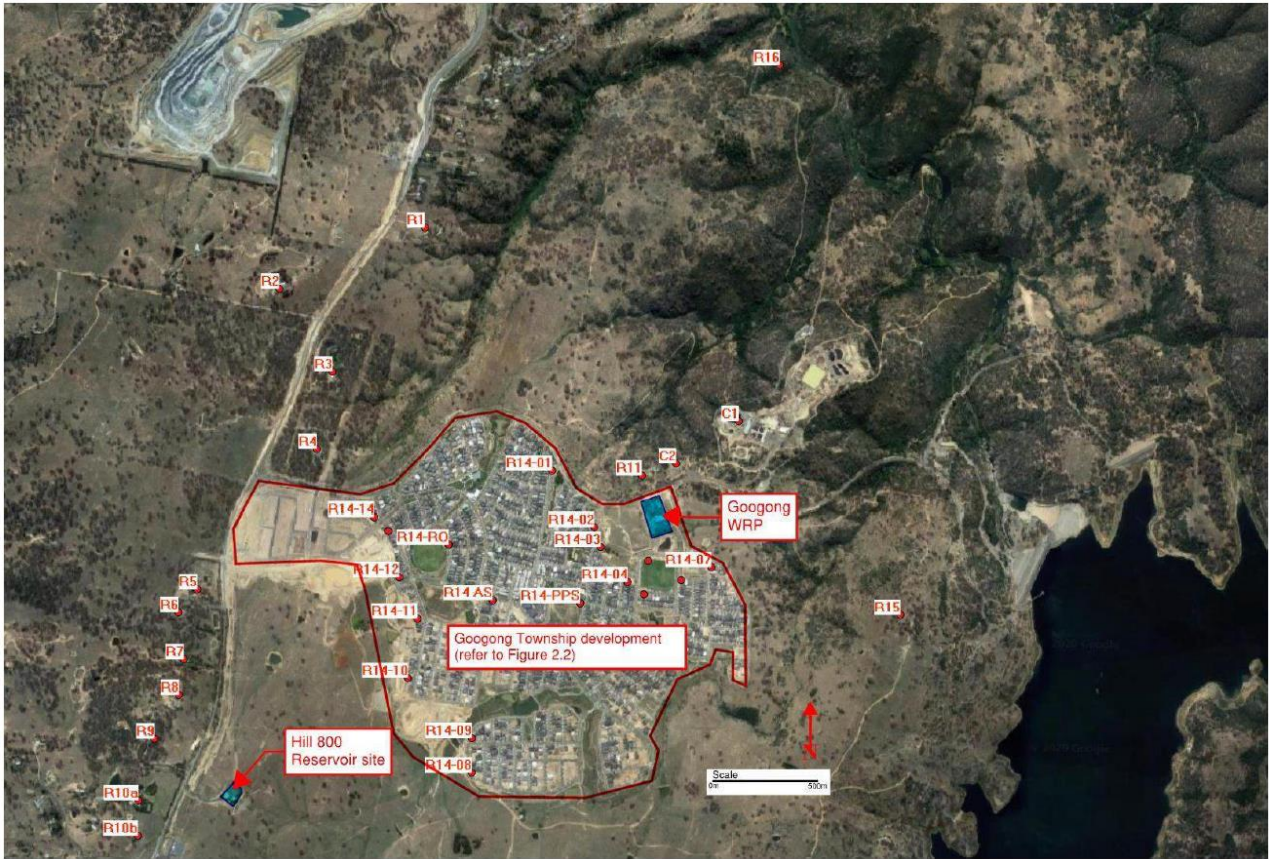 R16
R1
R2
R3
C1
R4
C2
R14-01
R11
Googong
WRP
R14-14
R14-02
R14-RO
R14-03
R14-07
R14-12
R14-04
R5
R14 AS
R14-PPS
R6
R15
R14-11
Googong Township development
(refer to Figure 2.2)
R7
R14-10
R8
R9
R14-09
Hill 800
Reservoir site
R14-08
Scale
0m 500m
R10a
R10b